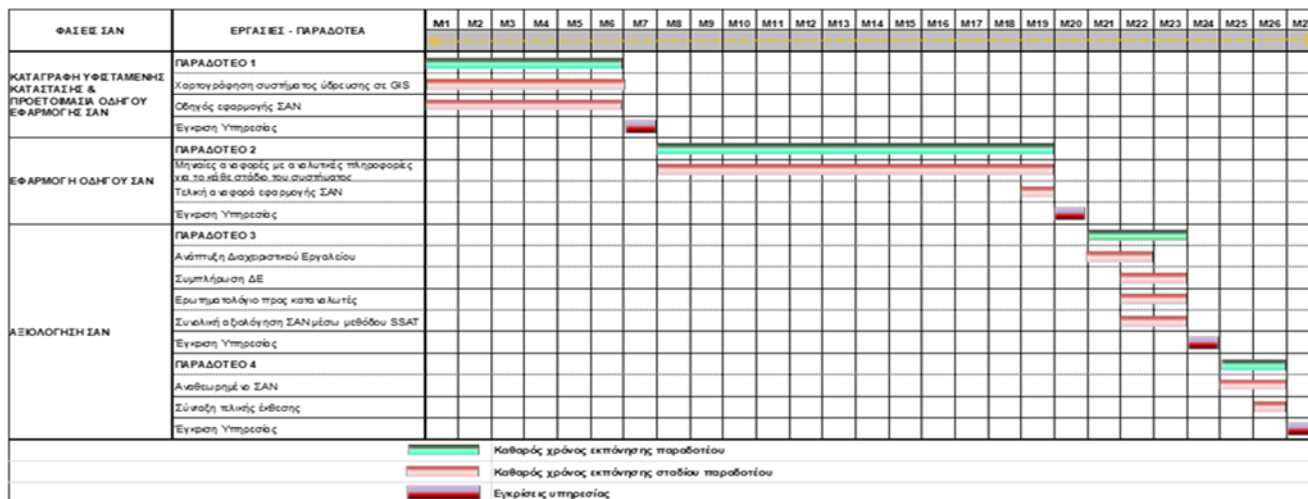 ΦΑΣΕΙΣ ΣΑΝ
ΕΡΓΑΣΙΕΣ - ΠΑΡΑΔΟΤΕΑ
M1 M2 M3 M4 M5 M6 M7 M8 M9 M10 M11 M12 M13 M14 M15 M16 M17 M18 M19 M20 M21 M22 M23 M24 M25 M26
ΚΑΤΑΓΡΑΦΗ ΥΦΙΣΤΑΜΕΝΗΣ
ΚΑΤΑΣΤΑΣΗΣ &
ΠΡΟΕΤΟΙΜΑΣΙΑ ΟΔΗΓΟΥ
ΕΦΑΡΜΟΓΗΣ ΣΑΝ
ΠΑΡΑΔΟΤΕΟ 1
Χαρτογράφηση συστήματος ύδρευσης σε GIS
Οδηγός εφαρμογής ΣΑΝ
Έγκριση Υπηρεσίας
ΕΦΑΡΜΟΓΗ ΟΔΗΓΟΥ ΣΑΝ
ΠΑΡΑΔΟΤΕΟ 2
Μηνιαίες αναφορές με αναλυτικές πληροφορίες
για το κάθε στάδιο του συστήματος
Τελική αναφορά εφαρμογής ΣΑΝ
Έγκριση Υπηρεσίας
ΑΞΙΟΛΟΓΗΣΗ ΣΑΝ
ΠΑΡΑΔΟΤΕΟ 3
Ανάπτυξη Διαχειριστικού Εργαλείου
Συμπλήρωση ΔΕ
Ερωτηματολόγιο προς καταναλωτές
Συνολική αξιολόγηση ΣΑΝ μέσω μεθόδου SSAT
Έγκριση Υπηρεσίας
ΠΑΡΑΔΟΤΕΟ 4
Αναθεωρημένο ΣΑΝ
Σύνταξη τελικής έκθεσης
Έγκριση Υπηρεσίας
Καθαρός χρόνος εκπόνησης παραδοτέου
Καθαρός χρόνος εκπόνησης σταδίου παραδοτέου
Εγκρίσεις υπηρεσίας